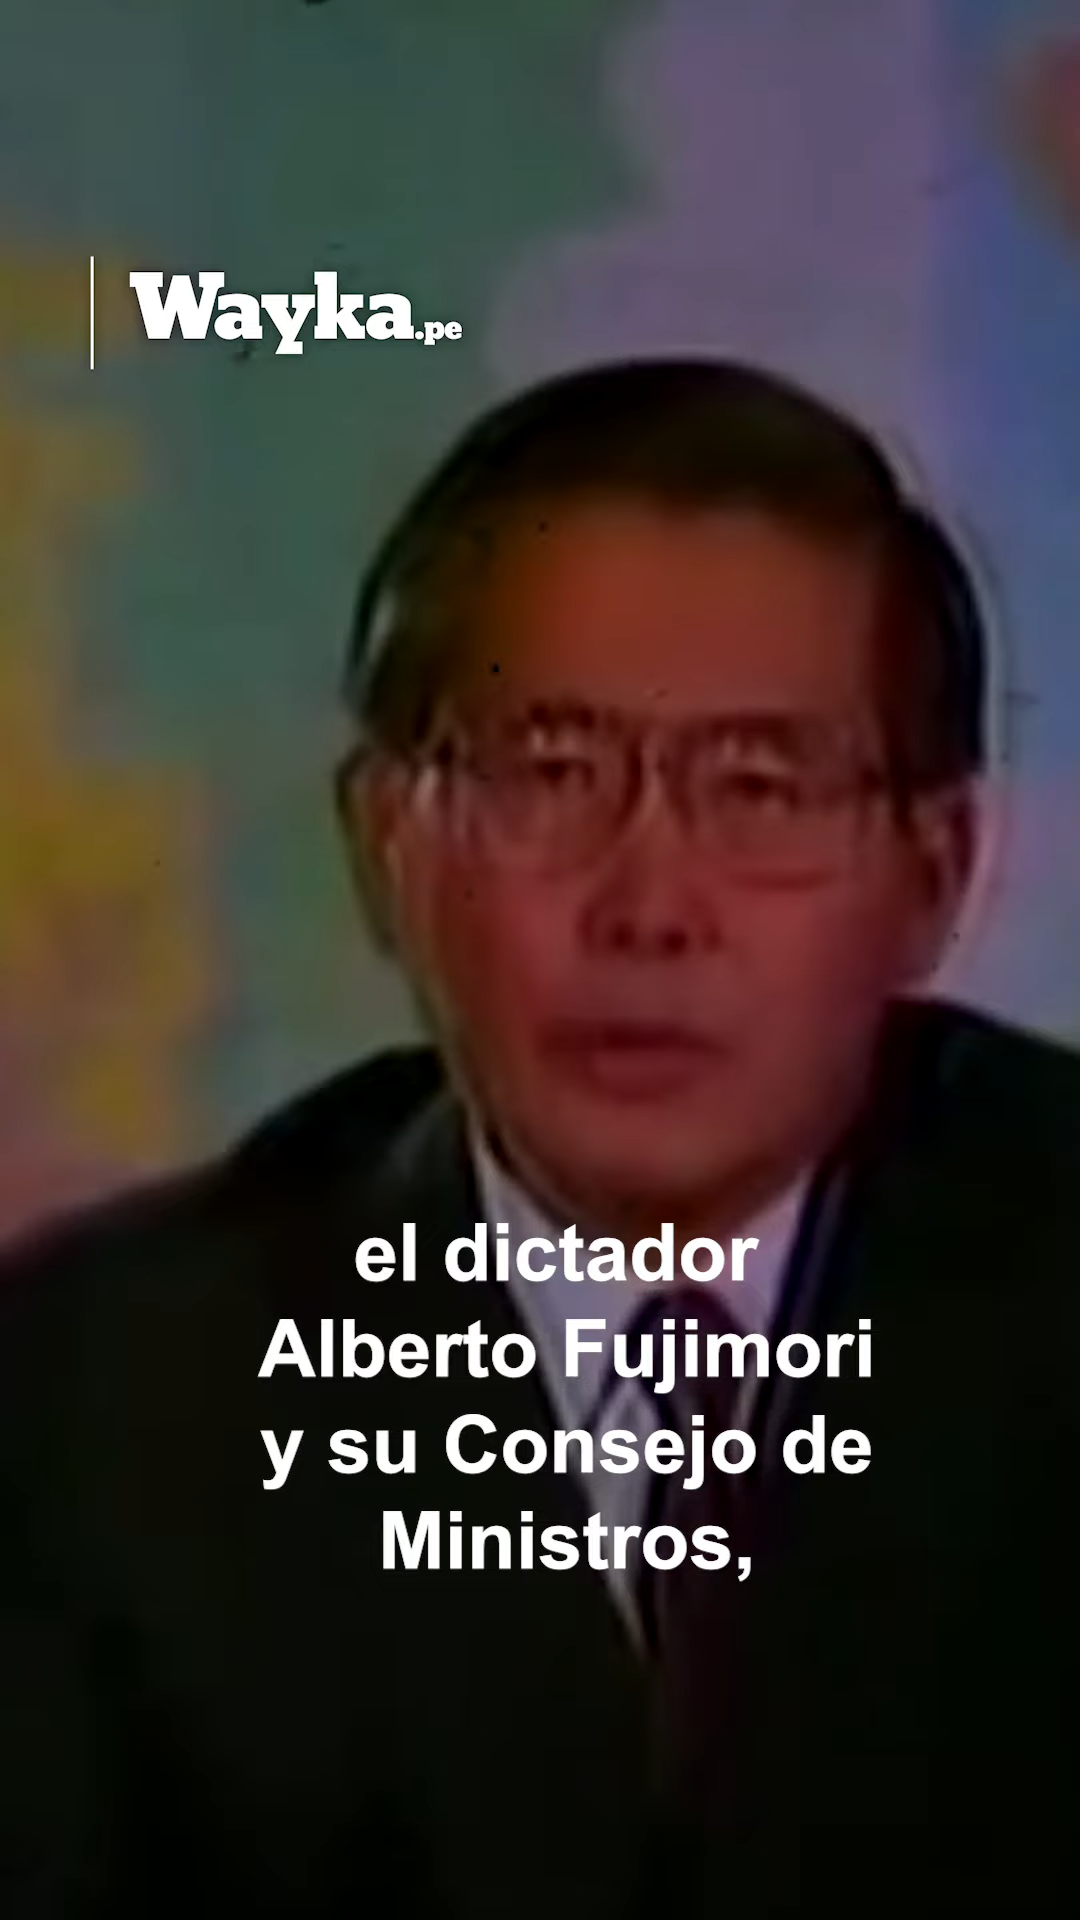 Wayka.pe
el dictador
Alberto Fujimori
y su Consejo de
Ministros,